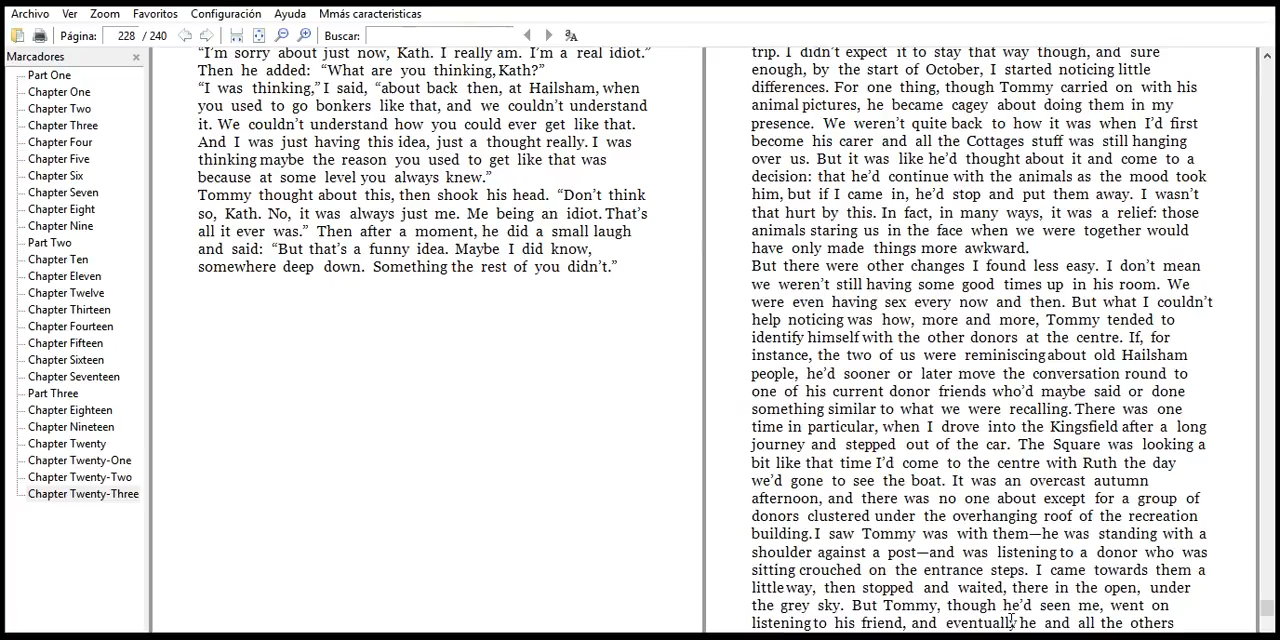 Archivo Ver Zoom Favoritos Configuración Ayuda Mmás caracteristicas
Página: 228 / 240 Buscar:
Marcadores
Part One
Chapter One
Chapter Two
Chapter Three
Chapter Four
Chapter Five
Chapter Six
Chapter Seven
Chapter Eight
Chapter Nine
Part Two
Chapter Ten
Chapter Eleven
Chapter Twelve
Chapter Thirteen
Chapter Fourteen
Chapter Fifteen
Chapter Sixteen
Chapter Seventeen
Part Three
Chapter Eighteen
Chapter Nineteen
Chapter Twenty
Chapter Twenty-One
Chapter Twenty-Two
Chapter Twenty-Three
“I’m sorry about just now, Kath. I really am. I’m a real idiot.”
Then he added: “What are you thinking, Kath?”
“I was thinking,” I said, “about back then, at Hailsham, when
you used to go bonkers like that, and we couldn’t understand
it. We couldn’t understand how you could ever get like that.
And I was just having this idea, just a thought really. I was
thinking maybe the reason you used to get like that was
because at some level you always knew.”
Tommy thought about this, then shook his head. “Don’t think
so, Kath. No, it was always just me. Me being an idiot. That’s
all it ever was.” Then after a moment, he did a small laugh
and said: “But that’s a funny idea. Maybe I did know,
somewhere deep down. Something the rest of you didn’t.”
trip. I didn’t expect it to stay that way though, and sure
enough, by the start of October, I started noticing little
differences. For one thing, though Tommy carried on with his
animal pictures, he became cagey about doing them in my
presence. We weren’t quite back to how it was when I’d first
become his carer and all the Cottages stuff was still hanging
over us. But it was like he’d thought about it and come to a
decision: that he’d continue with the animals as the mood took
him, but if I came in, he’d stop and put them away. I wasn’t
that hurt by this. In fact, in many ways, it was a relief: those
animals staring us in the face when we were together would
have only made things more awkward.
But there were other changes I found less easy. I don’t mean
we weren’t still having some good times up in his room. We
were even having sex every now and then. But what I couldn’t
help noticing was how, more and more, Tommy tended to
identify himself with the other donors at the centre. If, for
instance, the two of us were reminiscing about old Hailsham
people, he’d sooner or later move the conversation round to
one of his current donor friends who’d maybe said or done
something similar to what we were recalling. There was one
time in particular, when I drove into the Kingsfield after a long
journey and stepped out of the car. The Square was looking a
bit like that time I’d come to the centre with Ruth the day
we’d gone to see the boat. It was an overcast autumn
afternoon, and there was no one about except for a group of
donors clustered under the overhanging roof of the recreation
building. I saw Tommy was with them—he was standing with a
shoulder against a post—and was listening to a donor who was
sitting crouched on the entrance steps. I came towards them a
little way, then stopped and waited, there in the open, under
the grey sky. But Tommy, though he’d seen me, went on
listening to his friend, and eventually he and all the others